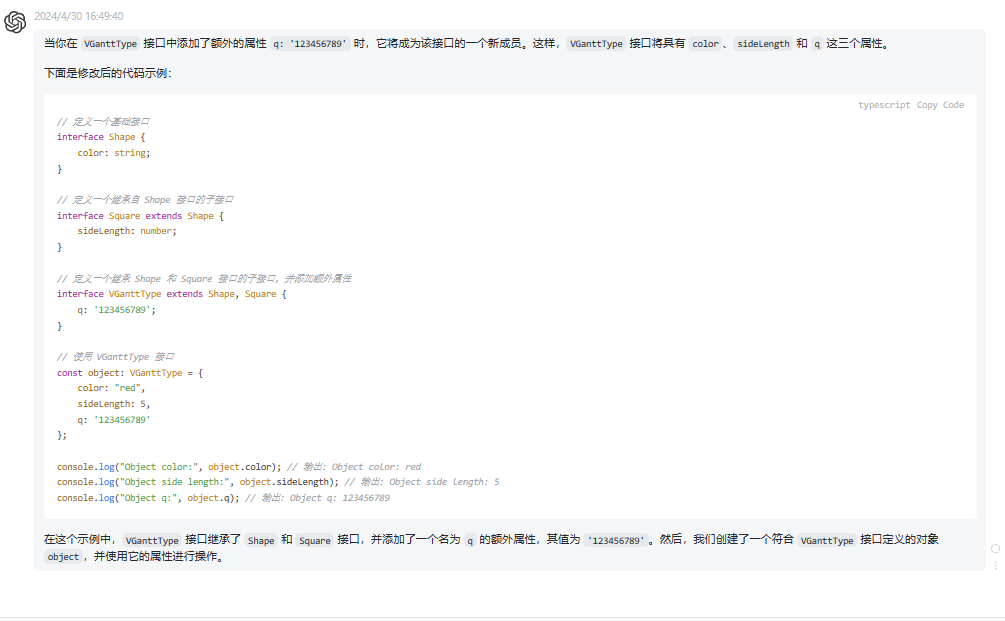 2024/4/30 16:49:40
当你在 VGanttType 接口中添加了额外的属性 q: '123456789' 时，它将成为该接口的一个新成员。这样， VGanttType 接口将具有 color 、 sideLength 和 q 这三个属性。
下面是修改后的代码示例：
typescript Copy Code
// 定义一个基础接口
interface Shape {
    color: string;
}
// 定义一个继承自 Shape 接口的子接口
interface Square extends Shape {
    sideLength: number;
}
// 定义一个继承 Shape 和 Square 接口的子接口，并添加额外属性
interface VGanttType extends Shape, Square {
    q: '123456789';
}
// 使用 VGanttType 接口
const object: VGanttType = {
    color: "red",
    sideLength: 5,
    q: '123456789'
};
console.log("Object color:", object.color); // 输出: Object color: red
console.log("Object side length:", object.sideLength); // 输出: Object side length: 5
console.log("Object q:", object.q); // 输出: Object q: 123456789
在这个示例中， VGanttType 接口继承了 Shape 和 Square 接口，并添加了一个名为 q 的额外属性，其值为 '123456789' 。然后，我们创建了一个符合 VGanttType 接口定义的对象
object ，并使用它的属性进行操作。